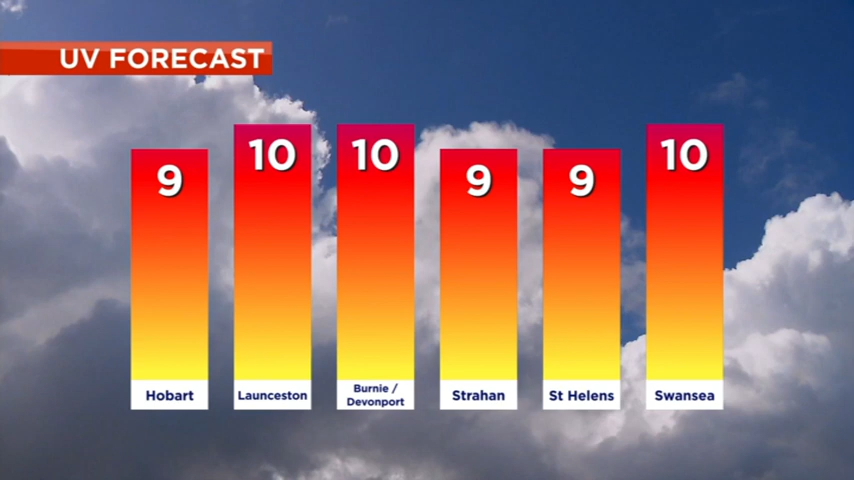 UV FORECAST
9
10
10
9
9
10
Hobart
Launceston
Burnie /
Devonport
Strahan
St Helens
Swansea